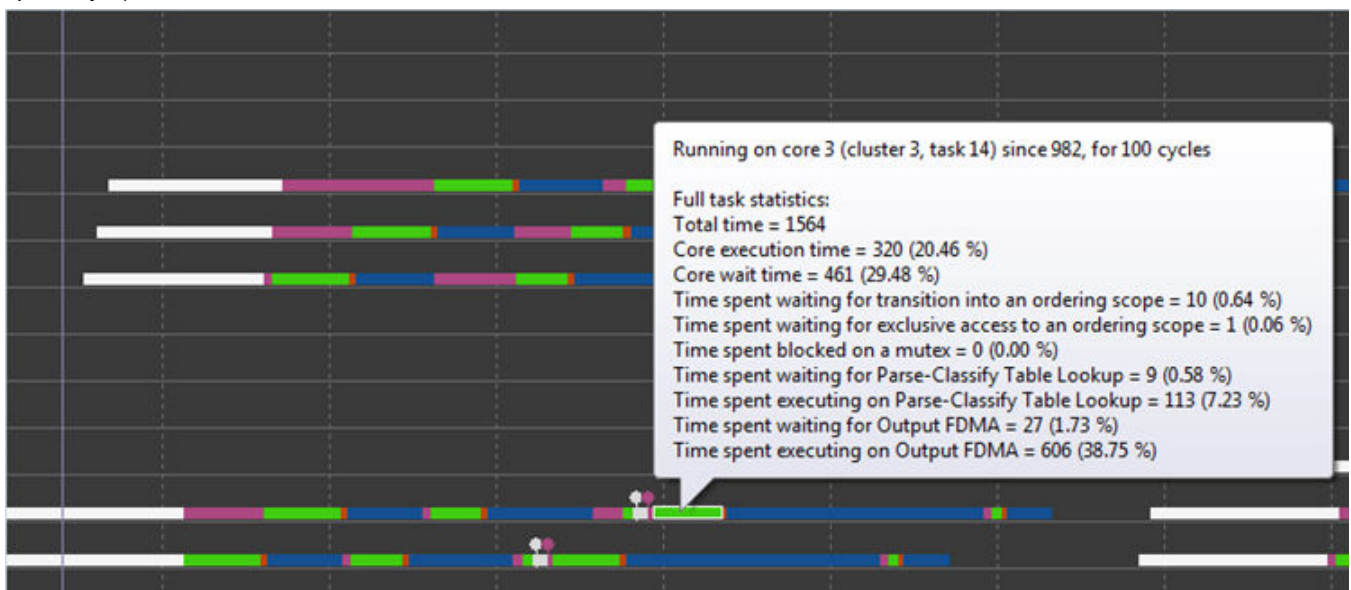 Running on core 3 (cluster 3, task 14) since 982, for 100 cycles
Full task statistics:
Total time = 1564
Core execution time = 320 (20.46 %)
Core wait time = 461 (29.48 %)
Time spent waiting for transition into an ordering scope = 10 (0.64 %)
Time spent waiting for exclusive access to an ordering scope = 1 (0.06 %)
Time spent blocked on a mutex = 0 (0.00 %)
Time spent waiting for Parse-Classify Table Lookup = 9 (0.58 %)
Time spent executing on Parse-Classify Table Lookup = 113 (7.23 %)
Time spent waiting for Output FDMA = 27 (1.73 %)
Time spent executing on Output FDMA = 606 (38.75 %)